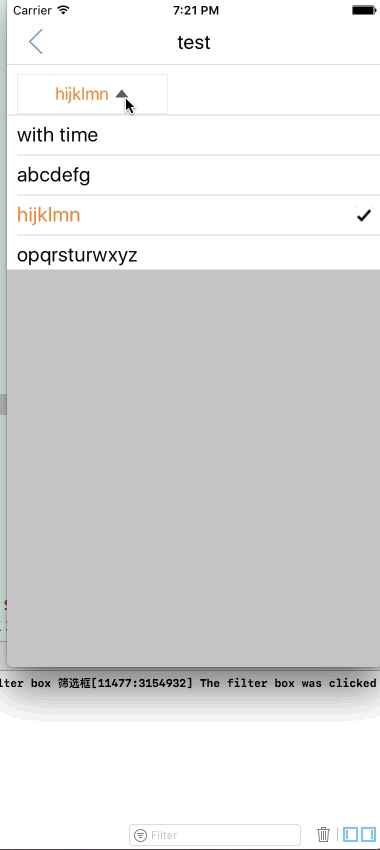 Carrier 7:21 PM
test
hijklmn
with time
abcdefg
hijklmn
opqrsturwxyz
lter box 筛选框[11477:3154932] The filter box was clicked
Filter